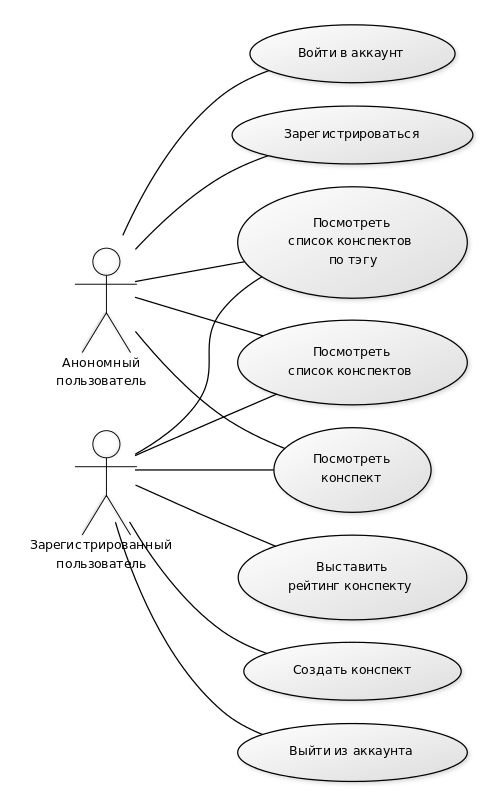 Войти в аккаунт
Зарегистрироваться
Посмотреть
список конспектов
по тэгу
Посмотреть
список конспектов
Анономный
пользователь
Посмотреть
конспект
Зарегистрированный
пользователь
Выставить
рейтинг конспекту
Создать конспект
Выйти из аккаунта